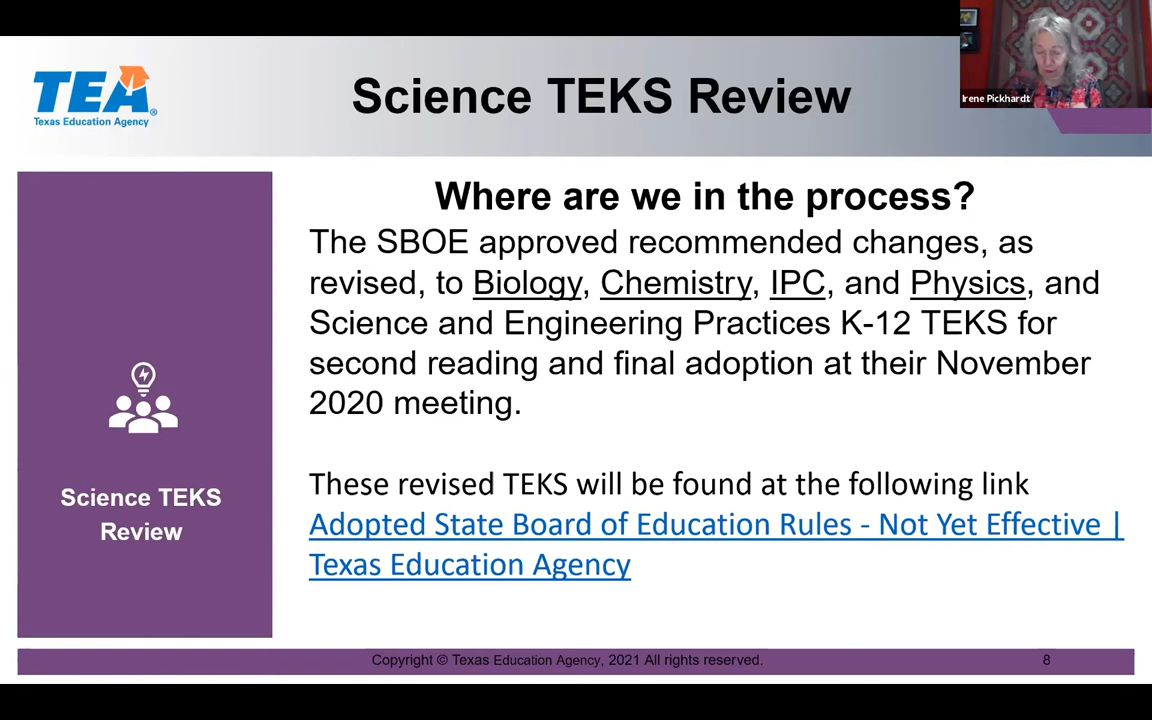 TEA
Texas Education Agency
Science TEKS Review
Irene Pickhardt
Science TEKS
Review
Where are we in the process?
The SBOE approved recommended changes, as
revised, to Biology, Chemistry, IPC, and Physics, and
Science and Engineering Practices K-12 TEKS for
second reading and final adoption at their November
2020 meeting.
These revised TEKS will be found at the following link
Adopted State Board of Education Rules - Not Yet Effective |
Texas Education Agency
Copyright © Texas Education Agency, 2021 All rights reserved.
8